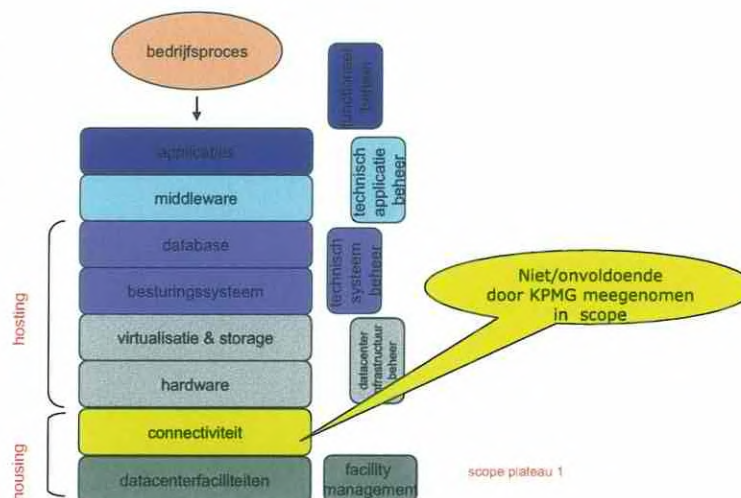 bedrijfsproces
functioneel
beheer
applicaties
middleware
technisch
applicatie
beheer
hosting
database
besturingssysteem
technisch
systeem
beheer
virtualisatie & storage
hardware
datacenter
infrastructuur
beheer
Niet/onvoldoende
door KPMG meegenomen
in scope
housing
connectiviteit
datacenterfaciliteiten
facility
management
scope plateau 1